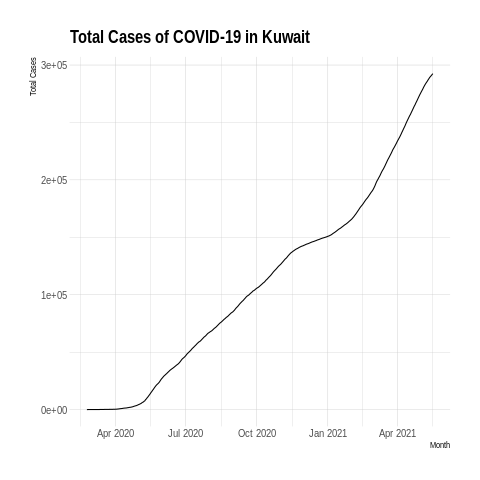 Total Cases of COVID-19 in Kuwait
Total Cases
3e+05
2e+05
1e+05
0e+00
Apr 2020 Jul 2020 Oct 2020 Jan 2021 Apr 2021
Month